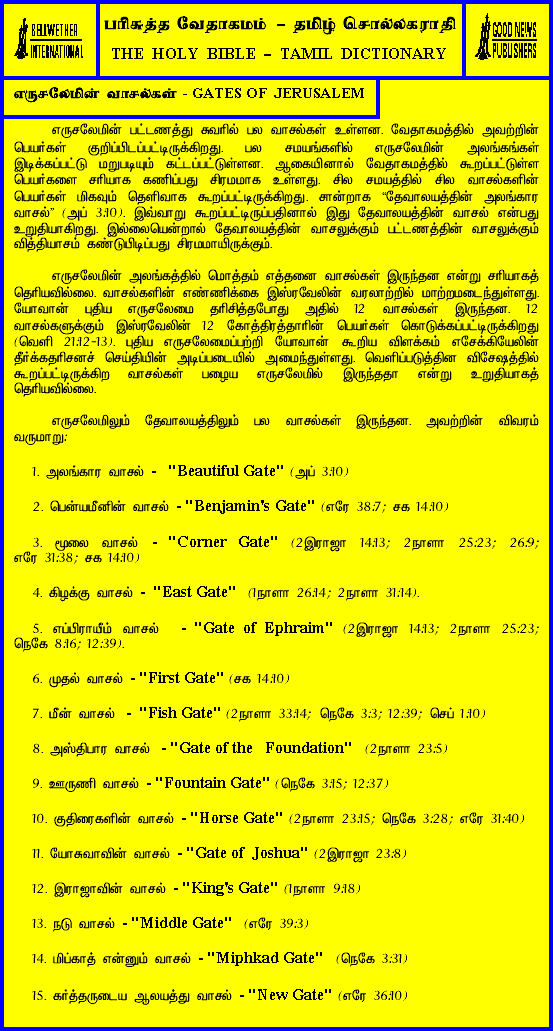 BELLWETHER
INTERNATIONAL
பரிசுத்த வேதாகமம் – தமிழ் சொல்லகராதி
THE HOLY BIBLE – TAMIL DICTIONARY
GOOD NEWS
PUBLISHERS
எருசலேமின் வாசல்கள் - GATES OF JERUSALEM
எருசலேமின் பட்டணத்து சுவரில் பல வாசல்கள் உள்ளன. வேதாகமத்தில் அவற்றின்
பெயர்கள் குறிப்பிடப்பட்டிருக்கிறது. பல சமயங்களில் எருசலேமின் அலங்கங்கள்
இடிக்கப்பட்டு மறுபடியும் கட்டப்பட்டுள்ளன. ஆகையினால் வேதாகமத்தில் கூறப்பட்டுள்ள
பெயர்களை சரியாக கணிப்பது சிரமமாக உள்ளது. சில சமயத்தில் சில வாசல்களின்
பெயர்கள் மிகவும் தெளிவாக கூறப்பட்டிருக்கிறது. சான்றாக “தேவாலயத்தின் அலங்கார
வாசல்” (அப் 3:10). இவ்வாறு கூறப்பட்டிருப்பதினால் இது தேவாலயத்தின் வாசல் என்பது
உறுதியாகிறது. இல்லையென்றால் தேவாலயத்தின் வாசலுக்கும் பட்டணத்தின் வாசலுக்கும்
வித்தியாசம் கண்டுபிடிப்பது சிரமமாயிருக்கும்.
எருசலேமின் அலங்கத்தில் மொத்தம் எத்தனை வாசல்கள் இருந்தன என்று சரியாகத்
தெரியவில்லை. வாசல்களின் எண்ணிக்கை இஸ்ரவேலின் வரலாற்றில் மாற்றமடைந்துள்ளது.
யோவான் புதிய எருசலேமை தரிசித்தபோது அதில் 12 வாசல்கள் இருந்தன. 12
வாசல்களுக்கும் இஸ்ரவேலின் 12 கோத்திரத்தாரின் பெயர்கள் கொடுக்கப்பட்டிருக்கிறது
(வெளி 21:12-13). புதிய எருசலேமைப்பற்றி யோவான் கூறிய விளக்கம் எசேக்கியேலின்
தீர்க்கதரிசனச் செய்தியின் அடிப்படையில் அமைந்துள்ளது. வெளிப்படுத்தின விசேஷத்தில்
கூறப்பட்டிருக்கிற வாசல்கள் பழைய எருசலேமில் இருந்ததா என்று உறுதியாகத்
தெரியவில்லை.
எருசலேமிலும் தேவாலயத்திலும் பல வாசல்கள் இருந்தன. அவற்றின் விவரம்
வருமாறு:
1. அலங்கார வாசல் - "Beautiful Gate" (அப் 3:10)
2. பென்யமீனின் வாசல் - "Benjamin's Gate" (எரே 38:7; சக 14:10)
3. மூலை வாசல் - "Corner Gate" (2இராஜா 14:13; 2நாளா 25:23; 26:9;
எரே 31:38; சக 14:10)
4. கிழக்கு வாசல் - "East Gate" (1நாளா 26:14; 2நாளா 31:14).
5. எப்பிராயீம் வாசல் - "Gate of Ephraim" (2இராஜா 14:13; 2நாளா 25:23;
நெகே 8:16; 12:39).
6. முதல் வாசல் - "First Gate" (சக 14:10)
7. மீன் வாசல் - "Fish Gate" (2நாளா 33:14; நெகே 3:3; 12:39; செப் 1:10)
8. அஸ்திபார வாசல் - "Gate of the Foundation" (2நாளா 23:5)
9. ஊருணி வாசல் - "Fountain Gate" (நெகே 3:15; 12:37)
10. குதிரைகளின் வாசல் - "Horse Gate" (2நாளா 23:15; நெகே 3:28; எரே 31:40)
11. யோசுவாவின் வாசல் - "Gate of Joshua" (2இராஜா 23:8)
12. இராஜாவின் வாசல் - "King's Gate" (1நாளா 9:18)
13. நடு வாசல் - "Middle Gate" (எரே 39:3)
14. மிப்காத் என்னும் வாசல் - "Miphkad Gate" (நெகே 3:31)
15. கர்த்தருடைய ஆலயத்து வாசல் - "New Gate" (எரே 36:10)